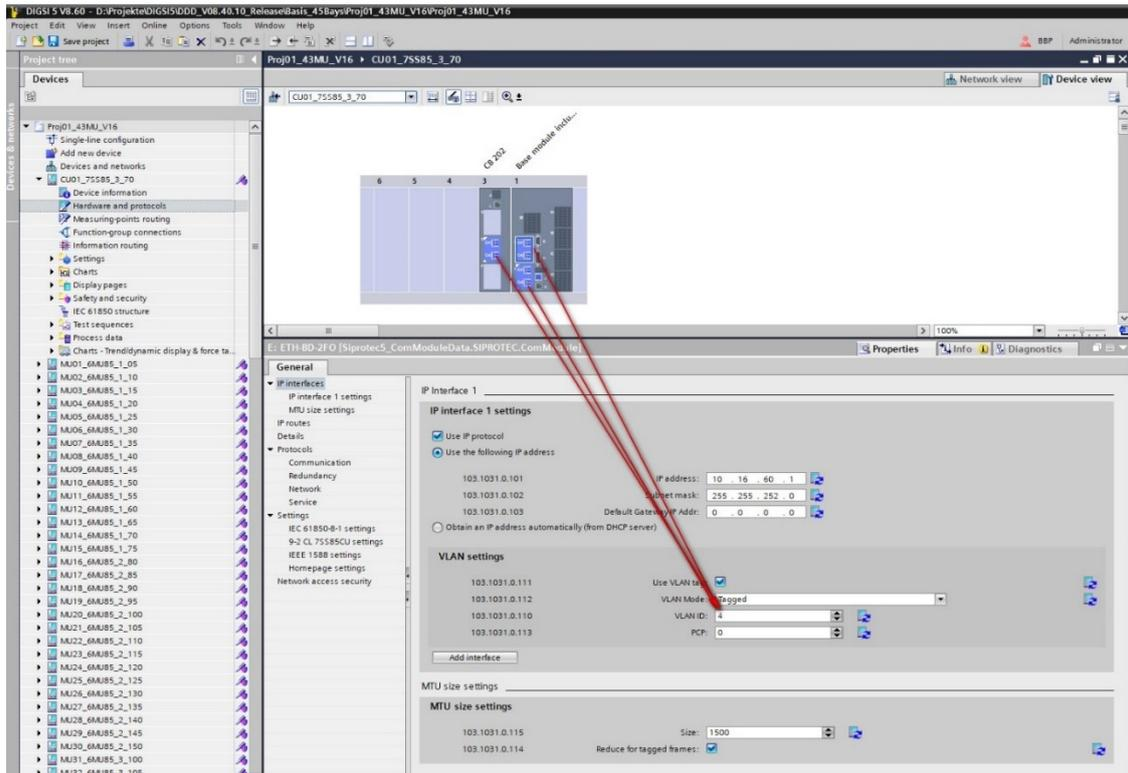 DIGSI 5 V8.60 - D:\Projekte\DIGSI5\DDD_V08.40.10_Release\Basis_45Bays\Proj01_43MU_V16\Proj01_43MU_V16
Project Edit View Insert Online Options Tools Window Help
Save project
BBP Administrator
Project tree
Proj01_43MU_V16 ▸ CU01_7SS85_3_70
Devices
Network view
Device view
CU01_7SS85_3_70
Devices & networks
Proj01_43MU_V16
Single-line configuration
Add new device
Devices and networks
CU01_7SS85_3_70
Device information
Hardware and protocols
Measuring-points routing
Function-group connections
Information routing
Settings
Charts
Display pages
Safety and security
IEC 61850 structure
Test sequences
Process data
Charts - Trend/dynamic display & force ta...
MU01_6MU85_1_05
MU02_6MU85_1_10
MU03_6MU85_1_15
MU04_6MU85_1_20
MU05_6MU85_1_25
MU06_6MU85_1_30
MU07_6MU85_1_35
MU08_6MU85_1_40
MU09_6MU85_1_45
MU10_6MU85_1_50
MU11_6MU85_1_55
MU12_6MU85_1_60
MU13_6MU85_1_65
MU14_6MU85_1_70
MU15_6MU85_1_75
MU16_6MU85_2_80
MU17_6MU85_2_85
MU18_6MU85_2_90
MU19_6MU85_2_95
MU20_6MU85_2_100
MU21_6MU85_2_105
MU22_6MU85_2_110
MU23_6MU85_2_115
MU24_6MU85_2_120
MU25_6MU85_2_125
MU26_6MU85_2_130
MU27_6MU85_2_135
MU28_6MU85_2_140
MU29_6MU85_2_145
MU30_6MU85_2_150
MU31_6MU85_3_100
MU32_6MU85_3_105
CB 202
Base module inclu...
6 5 4 3 1
100%
E: ETH-BD-2FO [Siprotec5_ComModuleData.SIPROTEC.ComModule]
Properties
Info
Diagnostics
General
IP interfaces
IP interface 1 settings
MTU size settings
IP routes
Details
Protocols
Communication
Redundancy
Network
Service
Settings
IEC 61850-8-1 settings
9-2 CL 7SS85CU settings
IEEE 1588 settings
Homepage settings
Network access security
IP Interface 1
IP interface 1 settings
Use IP protocol
Use the following IP address
103.1031.0.101 IP address: 10 . 16 . 60 . 1
103.1031.0.102 Subnet mask: 255 . 255 . 252 . 0
103.1031.0.103 Default Gateway IP Addr: 0 . 0 . 0 . 0
Obtain an IP address automatically (from DHCP server)
VLAN settings
103.1031.0.111 Use VLAN tag:
103.1031.0.112 VLAN Mode: Tagged
103.1031.0.110 VLAN ID: 4
103.1031.0.113 PCP: 0
Add interface
MTU size settings
MTU size settings
103.1031.0.115 Size: 1500
103.1031.0.114 Reduce for tagged frames: